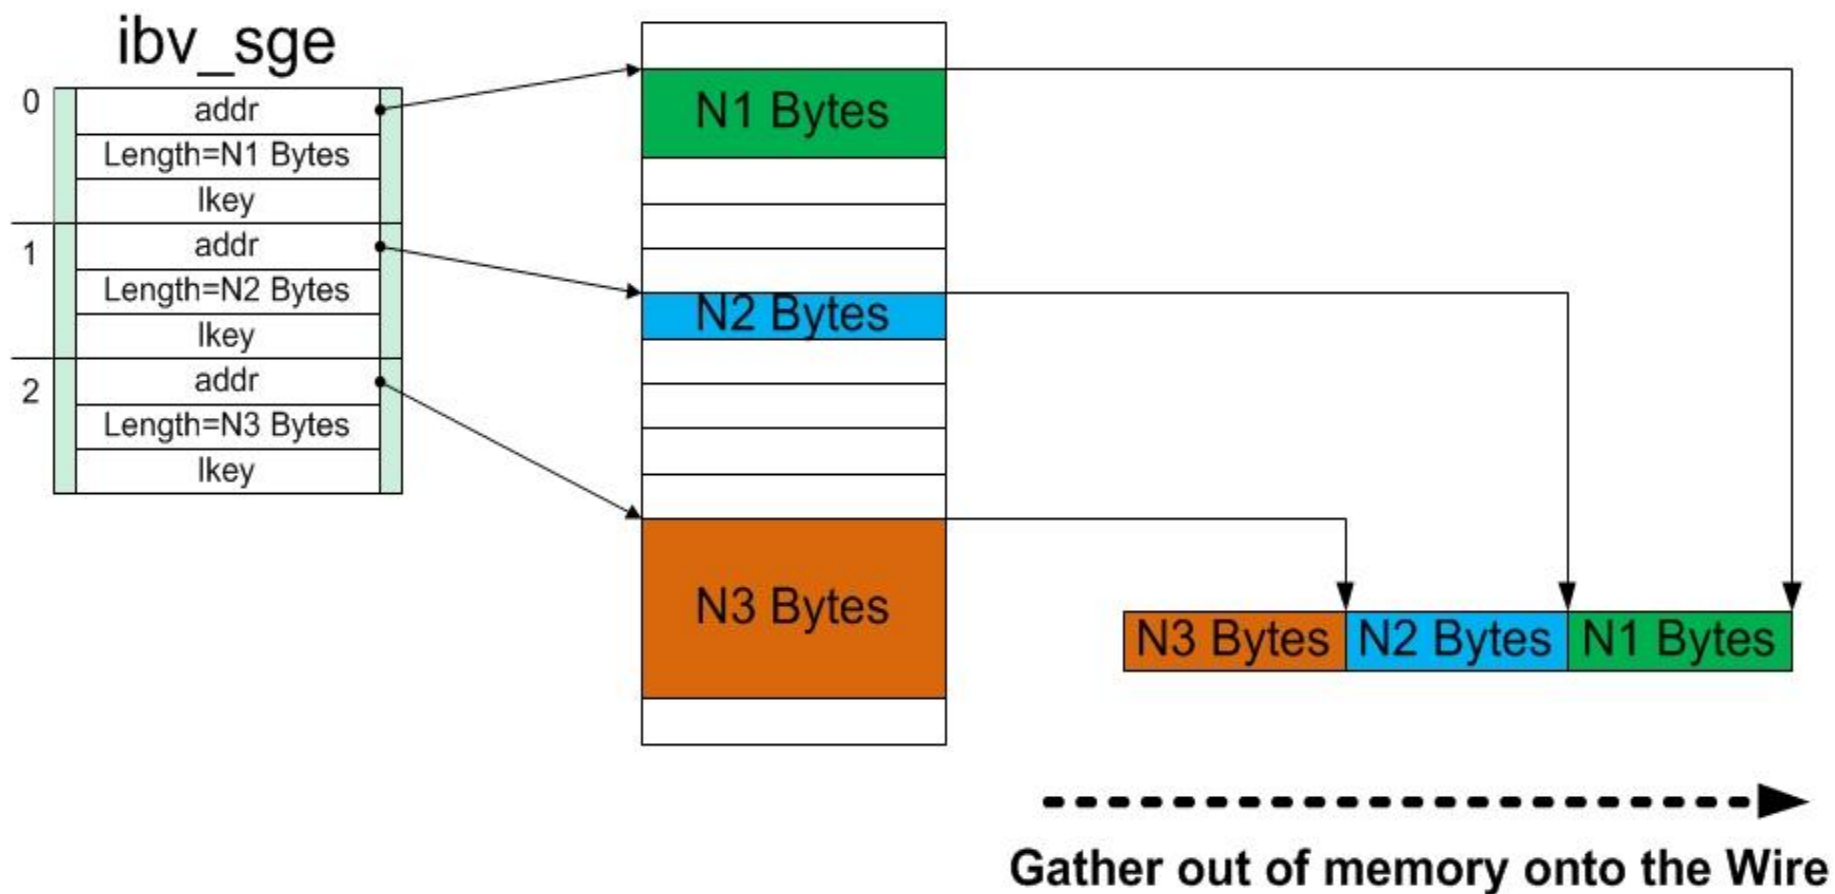 ibv_sge
0
addr
Length=N1 Bytes
lkey
1
addr
Length=N2 Bytes
lkey
2
addr
Length=N3 Bytes
lkey
N1 Bytes
N2 Bytes
N3 Bytes
N3 Bytes N2 Bytes N1 Bytes
Gather out of memory onto the Wire